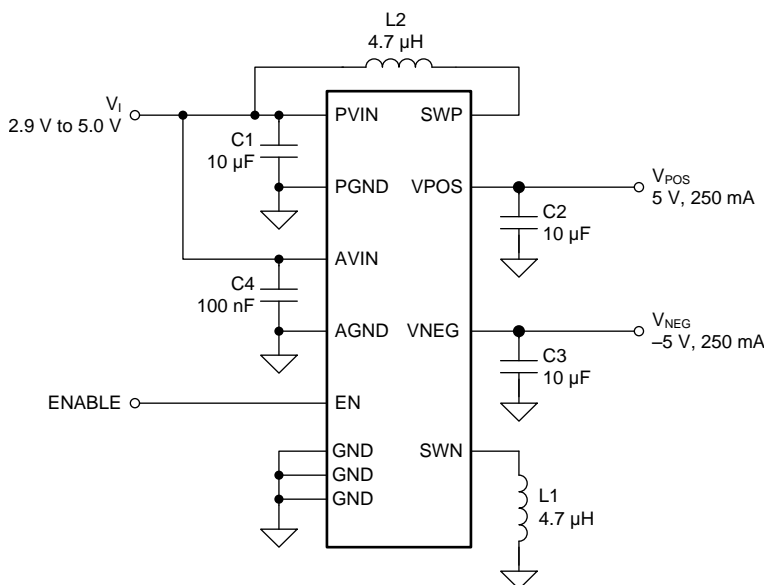 L2
4.7 µH
VI
2.9 V to 5.0 V
PVIN
SWP
C1
10 µF
PGND
VPOS
VPOS
5 V, 250 mA
C2
10 µF
AVIN
C4
100 nF
AGND
VNEG
VNEG
–5 V, 250 mA
C3
10 µF
ENABLE
EN
GND
GND
GND
SWN
L1
4.7 µH